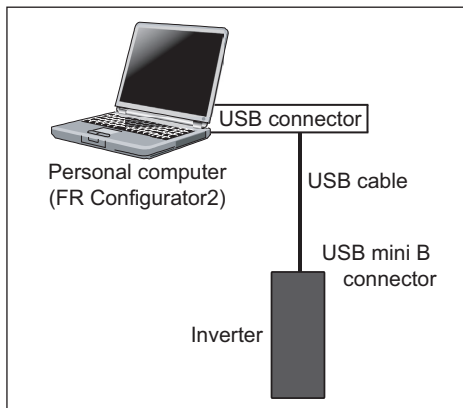 USB connector
Personal computer
(FR Configurator2)
USB cable
USB mini B
connector
Inverter